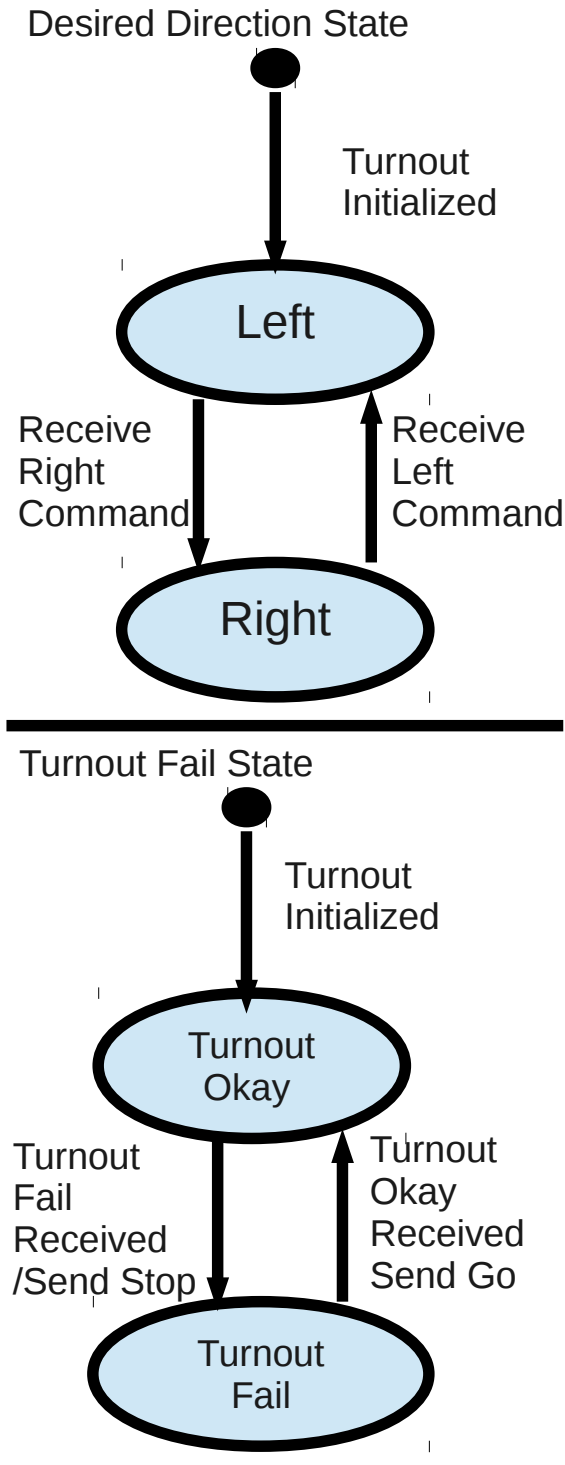 Desired Direction State
Turnout
Initialized
Left
Receive
Right
Command
Receive
Left
Command
Right
Turnout Fail State
Turnout
Initialized
Turnout
Okay
Turnout
Fail
Received
/Send Stop
Turnout
Okay
Received
Send Go
Turnout
Fail